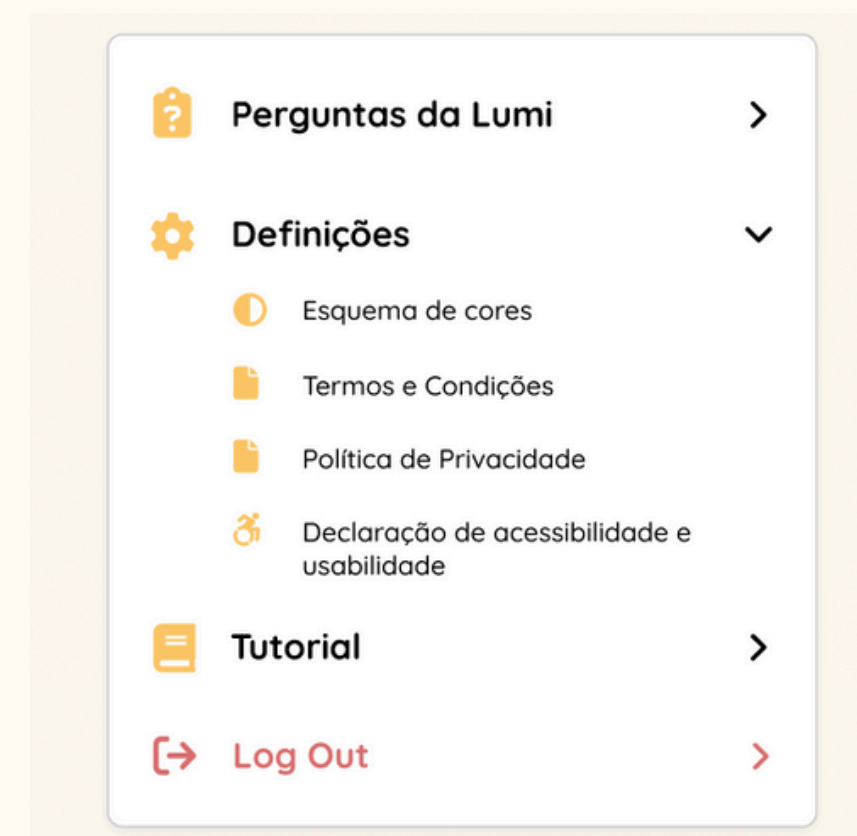 Perguntas da Lumi
Definições
Esquema de cores
Termos e Condições
Política de Privacidade
Declaração de acessibilidade e
usabilidade
Tutorial
Log Out